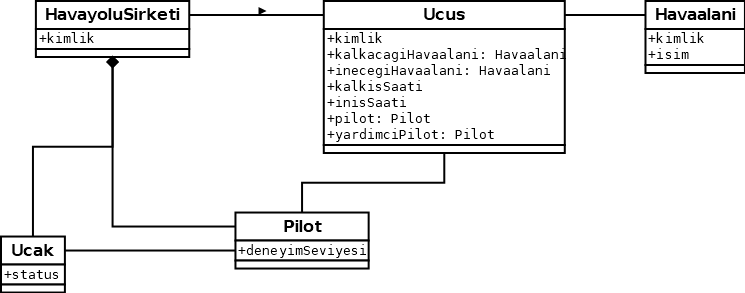 HavayoluSirketi
+kimlik
Ucus
+kimlik
+kalkacagiHavaalani: Havaalani
+inecegiHavaalani: Havaalani
+kalkisSaati
+inisSaati
+pilot: Pilot
+yardimciPilot: Pilot
Havaalani
+kimlik
+isim
Pilot
+deneyimSeviyesi
Ucak
+status